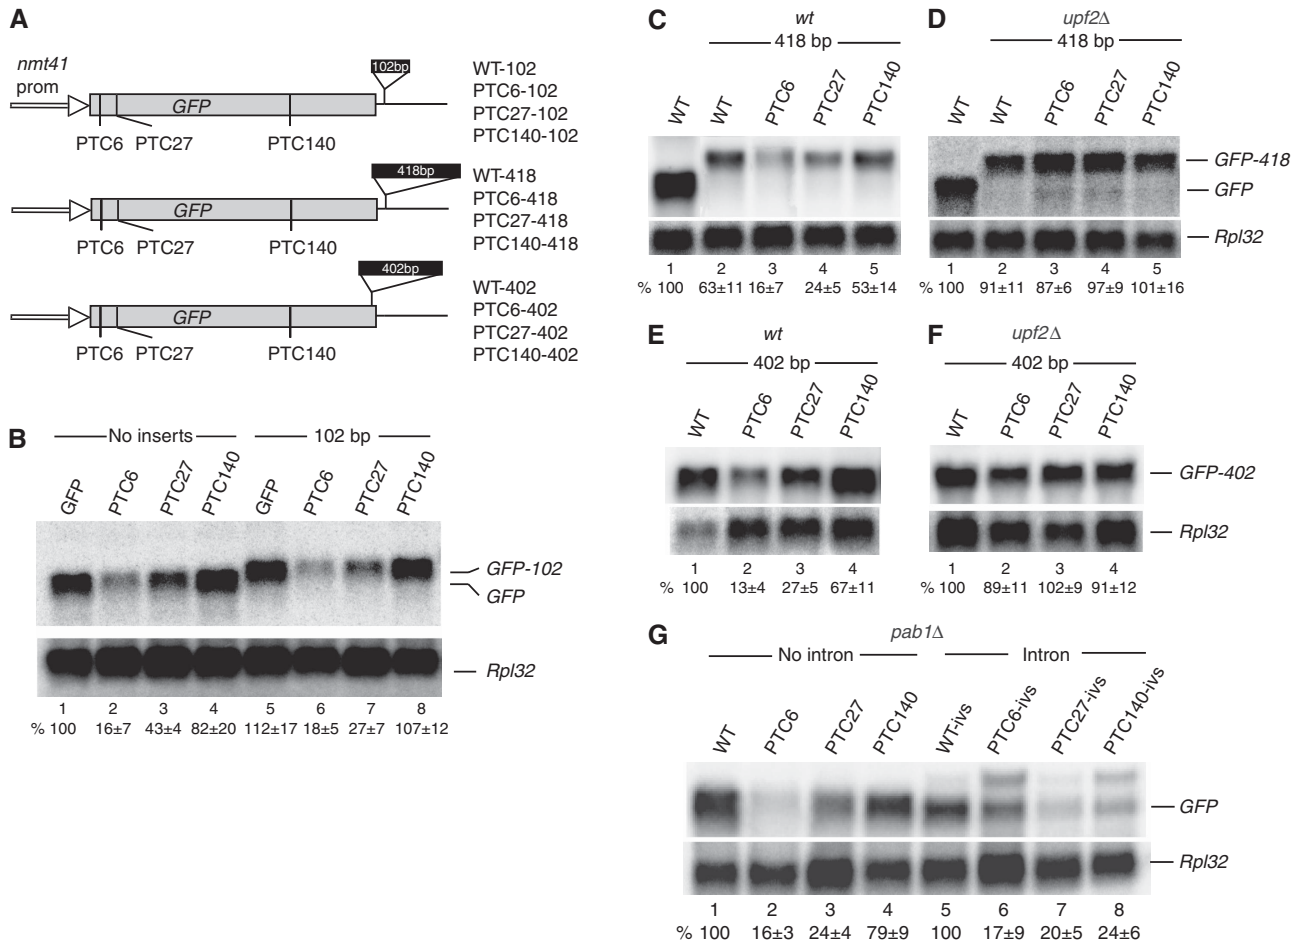 A
nmt41
prom
102bp
GFP
PTC6 PTC27 PTC140
WT-102
PTC6-102
PTC27-102
PTC140-102
418bp
GFP
PTC6 PTC27 PTC140
WT-418
PTC6-418
PTC27-418
PTC140-418
402bp
GFP
PTC6 PTC27 PTC140
WT-402
PTC6-402
PTC27-402
PTC140-402
B
No inserts 102 bp
GFP PTC6 PTC27 PTC140 GFP PTC6 PTC27 PTC140
GFP-102
GFP
Rpl32
1 2 3 4 5 6 7 8
% 100 16±7 43±4 82±20 112±17 18±5 27±7 107±12
C
wt
418 bp
WT WT PTC6 PTC27 PTC140
1 2 3 4 5
% 100 63±11 16±7 24±5 53±14
D
upf2Δ
418 bp
WT WT PTC6 PTC27 PTC140
GFP-418
GFP
Rpl32
1 2 3 4 5
% 100 91±11 87±6 97±9 101±16
E
wt
402 bp
WT PTC6 PTC27 PTC140
1 2 3 4
% 100 13±4 27±5 67±11
F
upf2Δ
402 bp
WT PTC6 PTC27 PTC140
GFP-402
Rpl32
1 2 3 4
% 100 89±11 102±9 91±12
G
pab1Δ
No intron Intron
WT PTC6 PTC27 PTC140 WT-ivs PTC6-ivs PTC27-ivs PTC140-ivs
GFP
Rpl32
1 2 3 4 5 6 7 8
% 100 16±3 24±4 79±9 100 17±9 20±5 24±6